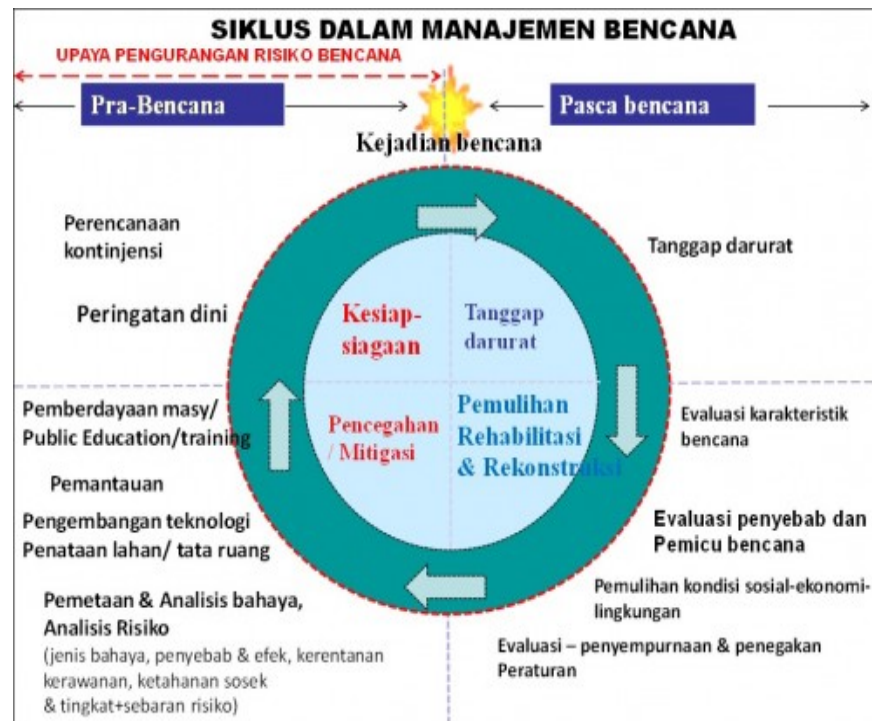 SIKLUS DALAM MANAJEMEN BENCANA
UPAYA PENGURANGAN RISIKO BENCANA
Pra-Bencana
Pasca bencana
Kejadian bencana
Perencanaan
kontinjensi
Peringatan dini
Pemberdayaan masy/
Public Education/training
Pemantauan
Pengembangan teknologi
Penataan lahan/ tata ruang
Pemetaan & Analisis bahaya,
Analisis Risiko
(jenis bahaya, penyebab & efek, kerentanan
kerawanan, ketahanan sosek
& tingkat+sebaran risiko)
Kesiap-
siagaan
Tanggap
darurat
Pencegahan
/ Mitigasi
Pemulihan
Rehabilitasi
& Rekonstruksi
Tanggap darurat
Evaluasi karakteristik
bencana
Evaluasi penyebab dan
Pemicu bencana
Pemulihan kondisi sosial-ekonomi-
lingkungan
Evaluasi – penyempurnaan & penegakan
Peraturan